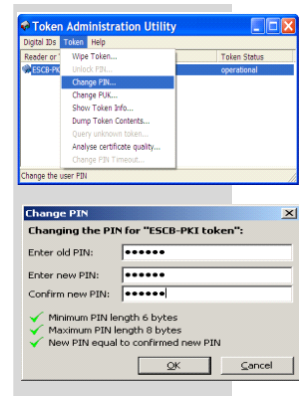 Token Administration Utility
Digital IDs Token Help
Reader or
Token Status
ESCB-PK
operational
Wipe Token...
Unlock PIN...
Change PIN...
Change PUK...
Show Token Info...
Dump Token Contents...
Query unknown token...
Analyse certificate quality...
Change PIN Timeout...
Change the user PIN
Change PIN
Changing the PIN for "ESCB-PKI token":
Enter old PIN: ••••••
Enter new PIN: ••••••
Confirm new PIN: ••••••
Minimum PIN length 6 bytes
Maximum PIN length 8 bytes
New PIN equal to confirmed new PIN
OK Cancel